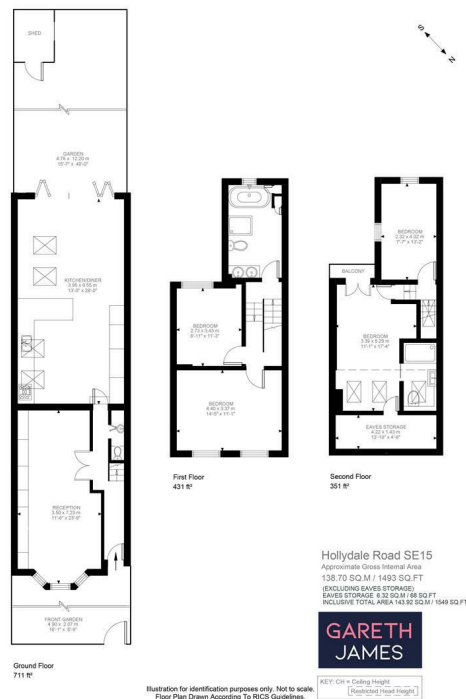 SHED
S
N
GARDEN
4.76 x 12.20 m
15'-7" x 40'-0"
KITCHEN/DINER
3.96 x 8.55 m
13'-0" x 28'-0"
RECEPTION
3.50 x 7.23 m
11'-6" x 23'-9"
FRONT GARDEN
4.90 x 2.07 m
16'-1" x 6'-9"
Ground Floor
711 ft²
BEDROOM
2.73 x 3.43 m
8'-11" x 11'-3"
BEDROOM
4.40 x 3.37 m
14'-5" x 11'-1"
First Floor
431 ft²
BEDROOM
2.32 x 4.02 m
7'-7" x 13'-2"
BALCONY
BEDROOM
3.39 x 5.29 m
11'-1" x 17'-4"
EAVES STORAGE
4.23 x 1.43 m
13'-10" x 4'-8"
Second Floor
351 ft²
Hollydale Road SE15
Approximate Gross Internal Area
138.70 SQ.M / 1493 SQ.FT
(EXCLUDING EAVES STORAGE)
EAVES STORAGE 6.32 SQ.M / 68 SQ.FT
INCLUSIVE TOTAL AREA 143.92 SQ.M / 1549 SQ.FT
GARETH
JAMES
KEY: CH = Ceiling Height
Restricted Head Height
Illustration for identification purposes only. Not to scale.
Floor Plan Drawn According To RICS Guidelines.